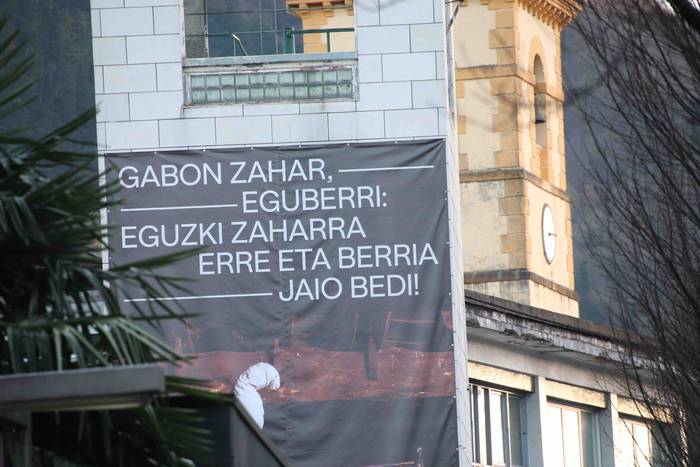 GABON ZAHAR,
EGUBERRI:
EGUZKI ZAHARRA
ERRE ETA BERRIA
JAIO BEDI!